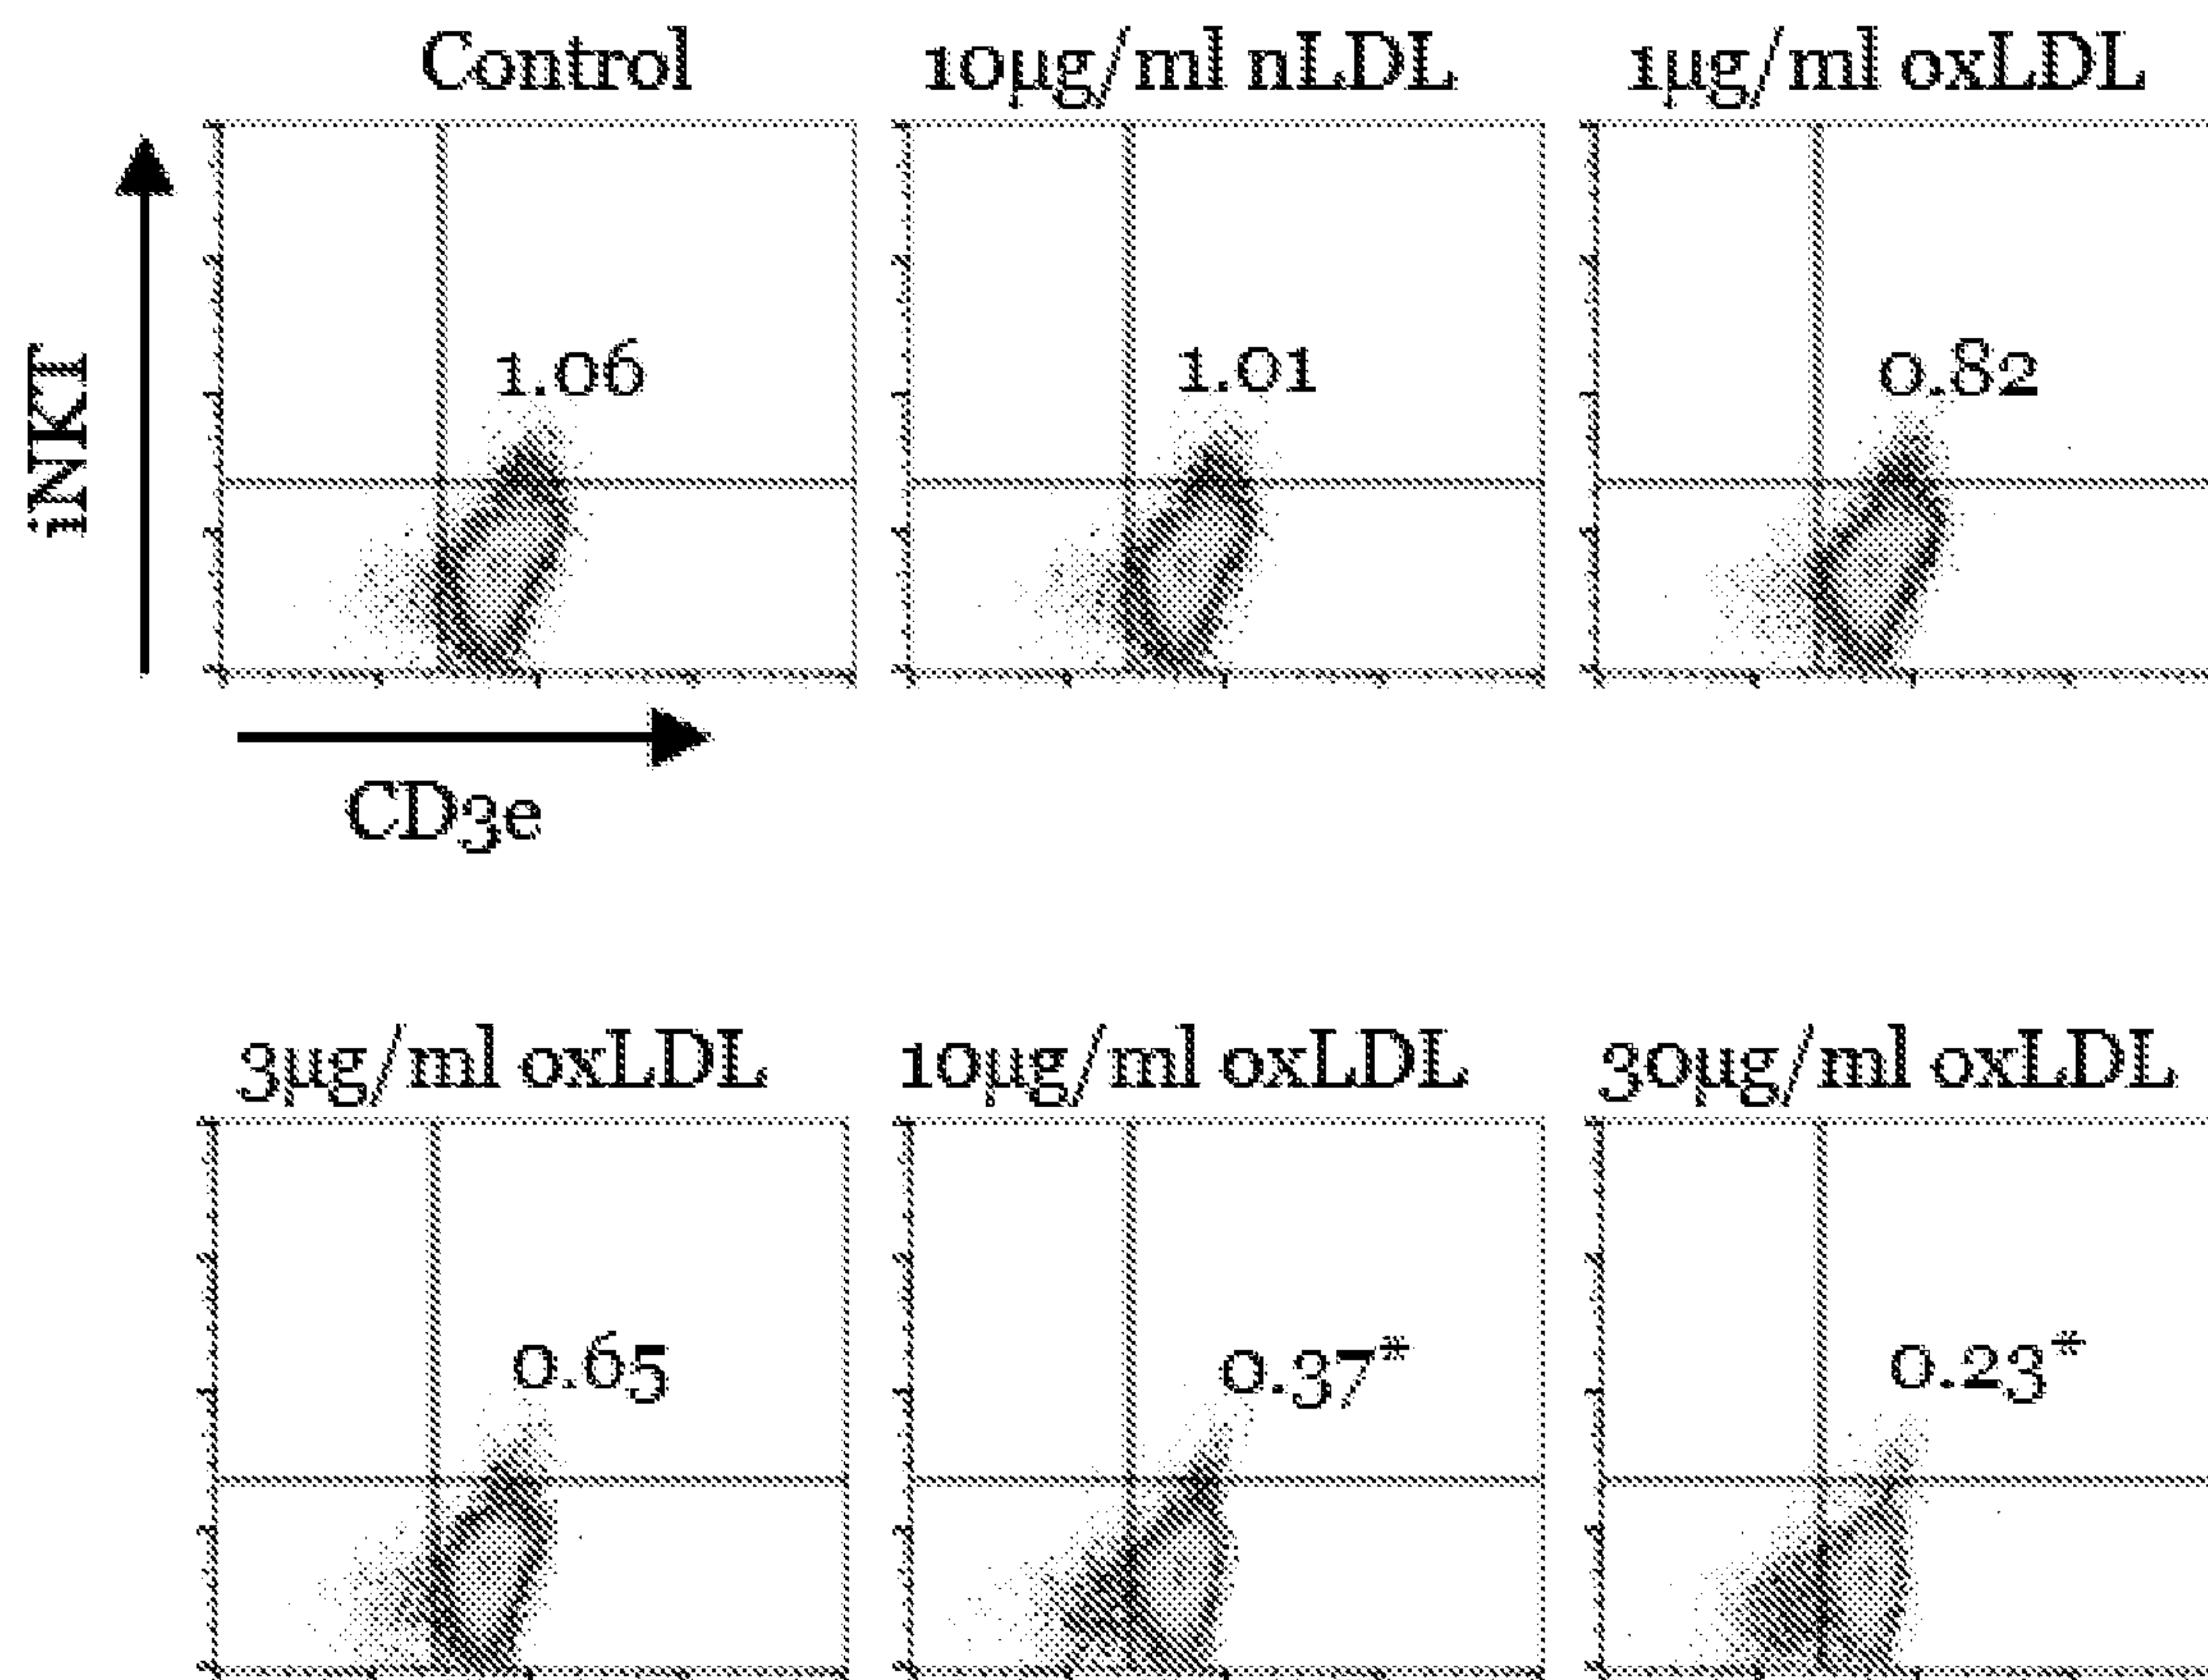 Control
10µg/ml nLDL
1µg/ml oxLDL
1.06
1.01
0.82
iNKT
CD3e
3µg/ml oxLDL
10µg/ml oxLDL
30µg/ml oxLDL
0.65
0.37*
0.23*